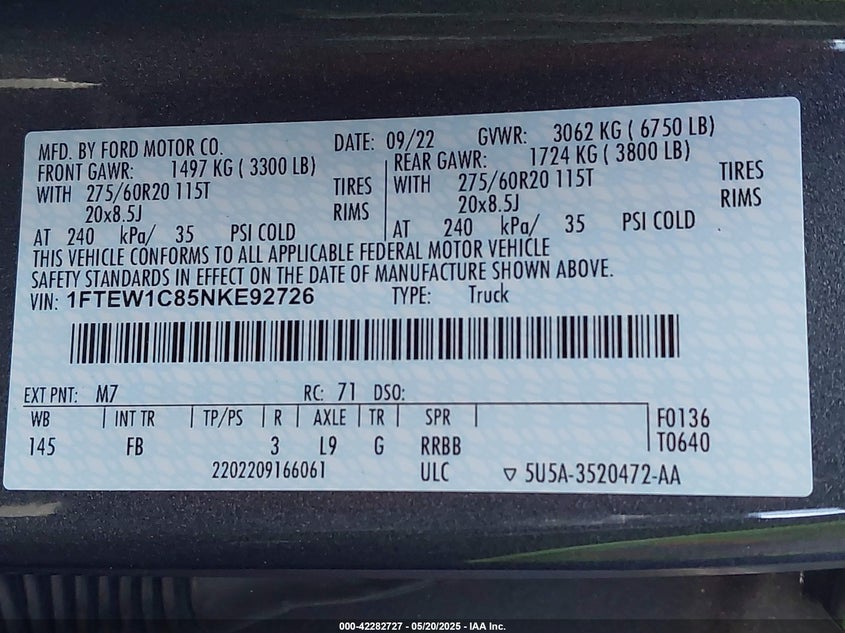 MFD. BY FORD MOTOR CO. DATE: 09/22 GVWR: 3062 KG ( 6750 LB)
FRONT GAWR: 1497 KG ( 3300 LB) REAR GAWR: 1724 KG ( 3800 LB)
WITH 275/60R20 115T TIRES WITH 275/60R20 115T TIRES
20x8.5J RIMS 20x8.5J RIMS
AT 240 kPa/ 35 PSI COLD AT 240 kPa/ 35 PSI COLD
THIS VEHICLE CONFORMS TO ALL APPLICABLE FEDERAL MOTOR VEHICLE
SAFETY STANDARDS IN EFFECT ON THE DATE OF MANUFACTURE SHOWN ABOVE.
VIN: 1FTEW1C85NKE92726 TYPE: Truck
EXT PNT: M7 RC: 71 DSO:
WB INT TR TP/PS R AXLE TR SPR F0136
145 FB 3 L9 G RRBB T0640
2202209166061 ULC ▽ 5U5A-3520472-AA
000-42282727 - 05/20/2025 - IAA Inc.